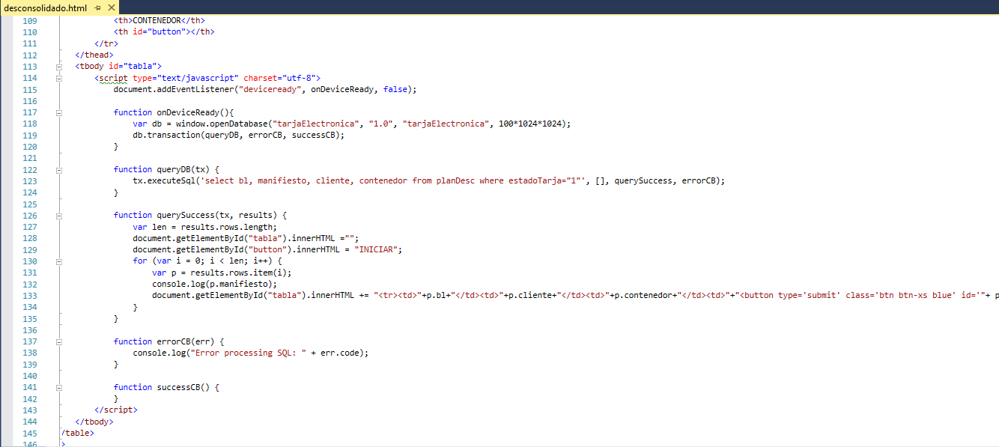 desconsolidado.html
109 <th>CONTENEDOR</th>
110 <th id="button"></th>
111 </tr>
112 </thead>
113 <tbody id="tabla">
114 <script type="text/javascript" charset="utf-8">
115 document.addEventListener("deviceready", onDeviceReady, false);
116
117 function onDeviceReady(){
118 var db = window.openDatabase("tarjaElectronica", "1.0", "tarjaElectronica", 100*1024*1024);
119 db.transaction(queryDB, errorCB, successCB);
120 }
121
122 function queryDB(tx) {
123 tx.executeSql('select bl, manifiesto, cliente, contenedor from planDesc where estadoTarja="1"', [], querySuccess, errorCB);
124 }
125
126 function querySuccess(tx, results) {
127 var len = results.rows.length;
128 document.getElementById("tabla").innerHTML ="";
129 document.getElementById("button").innerHTML = "INICIAR";
130 for (var i = 0; i < len; i++) {
131 var p = results.rows.item(i);
132 console.log(p.manifiesto);
133 document.getElementById("tabla").innerHTML += "<tr><td>"+p.bl+"</td><td>"+p.cliente+"</td><td>"+p.contenedor+"</td><td>"+"<button type='submit' class='btn btn-xs blue' id='"+ p
134 }
135 }
136
137 function errorCB(err) {
138 console.log("Error processing SQL: " + err.code);
139 }
140
141 function successCB() {
142 }
143 </script>
144 </tbody>
145 /table>
146 >